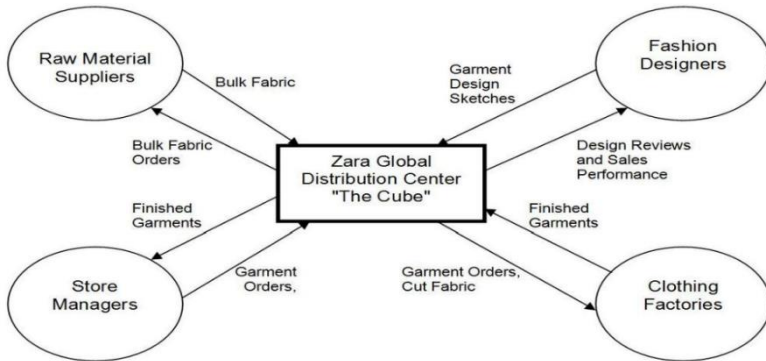 Raw Material
Suppliers
Bulk Fabric
Garment
Design
Sketches
Fashion
Designers
Bulk Fabric
Orders
Zara Global
Distribution Center
"The Cube"
Design Reviews
and Sales
Performance
Finished
Garments
Finished
Garments
Store
Managers
Garment
Orders,
Garment Orders,
Cut Fabric
Clothing
Factories